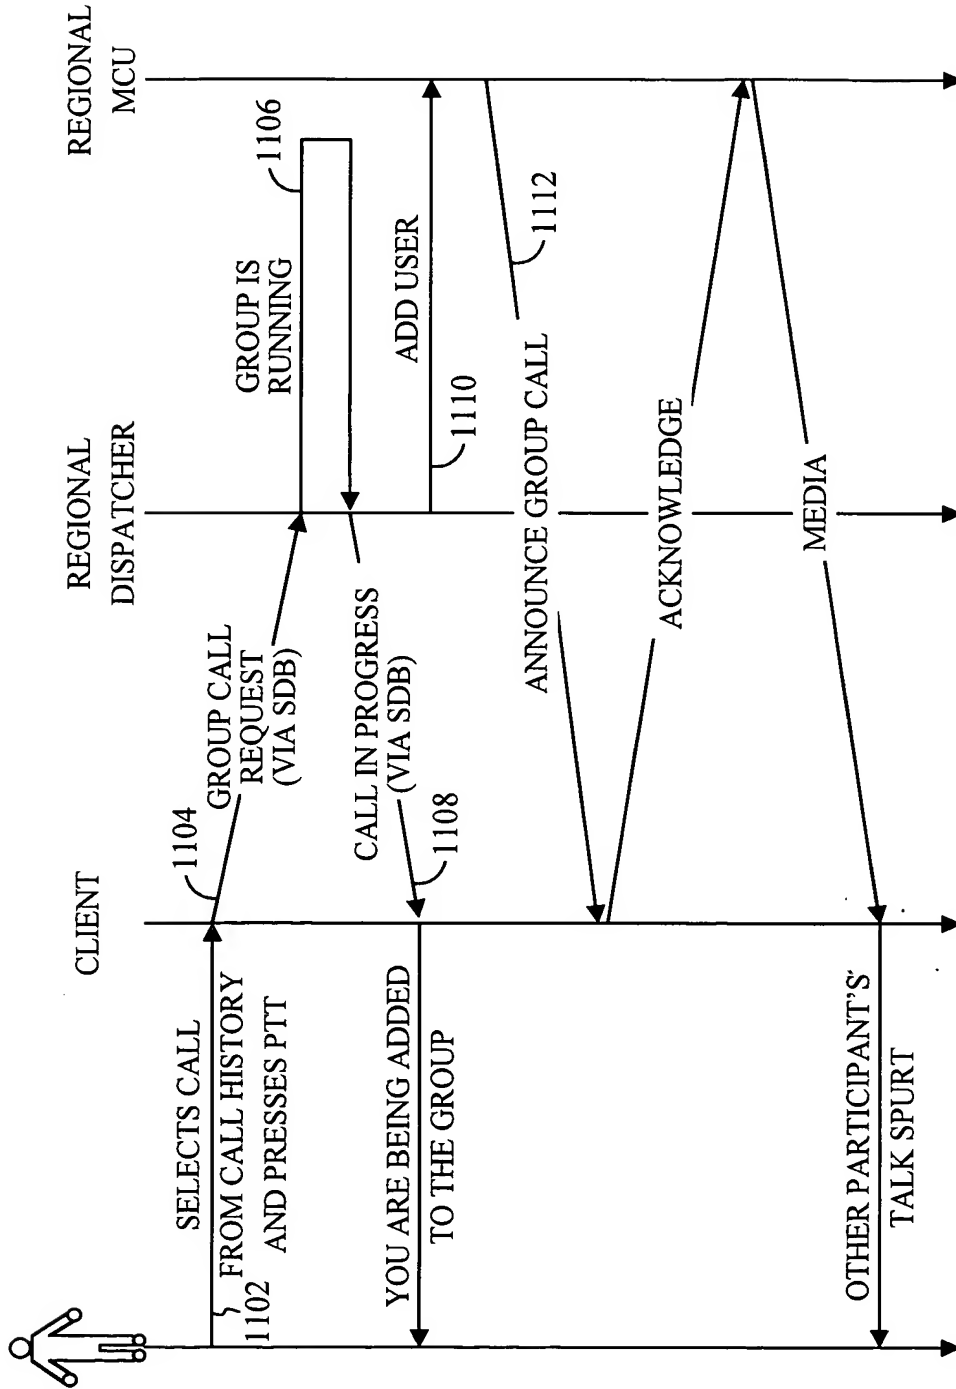 CLIENT
REGIONAL
DISPATCHER
REGIONAL
MCU
SELECTS CALL
FROM CALL HISTORY
AND PRESSES PTT
1102
1104
GROUP CALL
REQUEST
(VIA SDB)
GROUP IS
RUNNING
1106
CALL IN PROGRESS
(VIA SDB)
1108
YOU ARE BEING ADDED
TO THE GROUP
ADD USER
1110
ANNOUNCE GROUP CALL
1112
ACKNOWLEDGE
MEDIA
OTHER PARTICIPANT'S'
TALK SPURT